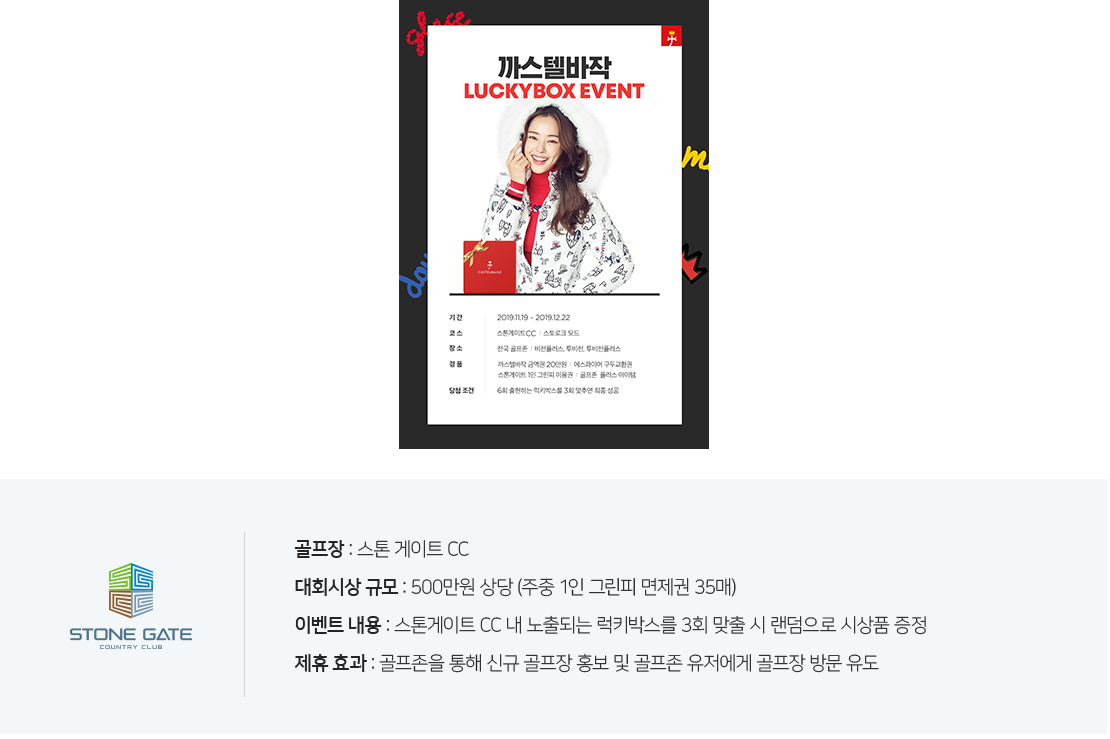 glace
까스텔바작
LUCKYBOX EVENT
m
day
CASTELBAJAC
기간 2019.11.19 - 2019.12.22
코스 스톤게이트CC / 스트로크 모드
장소 전국 골프존 / 비전플러스, 투비전, 투비전플러스
경품 까스텔바작 금액권 20만원 / 에스콰이어 구두교환권
스톤게이트 1인 그린피 이용권 / 골프존 플러스 아이템
당첨 조건 6회 출현하는 럭키박스를 3회 맞추면 최종 성공
STONE GATE
COUNTRY CLUB
골프장 : 스톤 게이트 CC
대회시상 규모 : 500만원 상당 (주중 1인 그린피 면제권 35매)
이벤트 내용 : 스톤게이트 CC 내 노출되는 럭키박스를 3회 맞출 시 랜덤으로 시상품 증정
제휴 효과 : 골프존을 통해 신규 골프장 홍보 및 골프존 유저에게 골프장 방문 유도